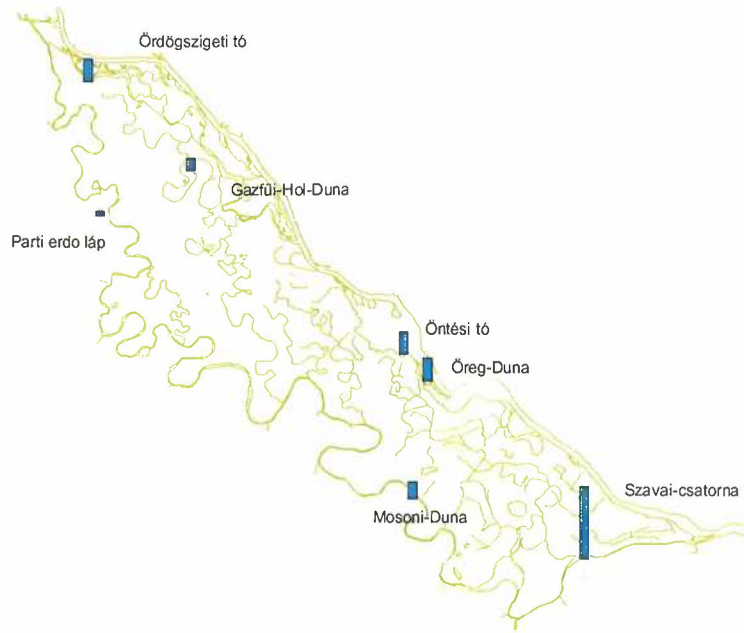 Ördögszigeti tó
Gazfűi-Hol-Duna
Parti erdo láp
Öntési tó
Öreg-Duna
Szavai-csatorna
Mosoni-Duna